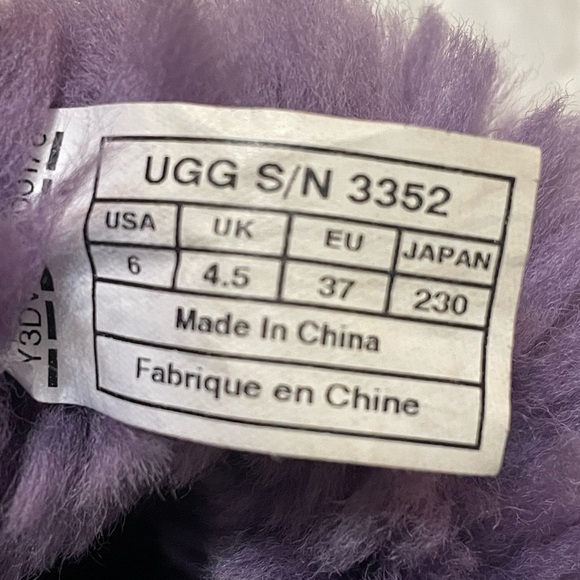 UGG S/N 3352
USA UK EU JAPAN
6 4.5 37 230
Made In China
Fabrique en Chine